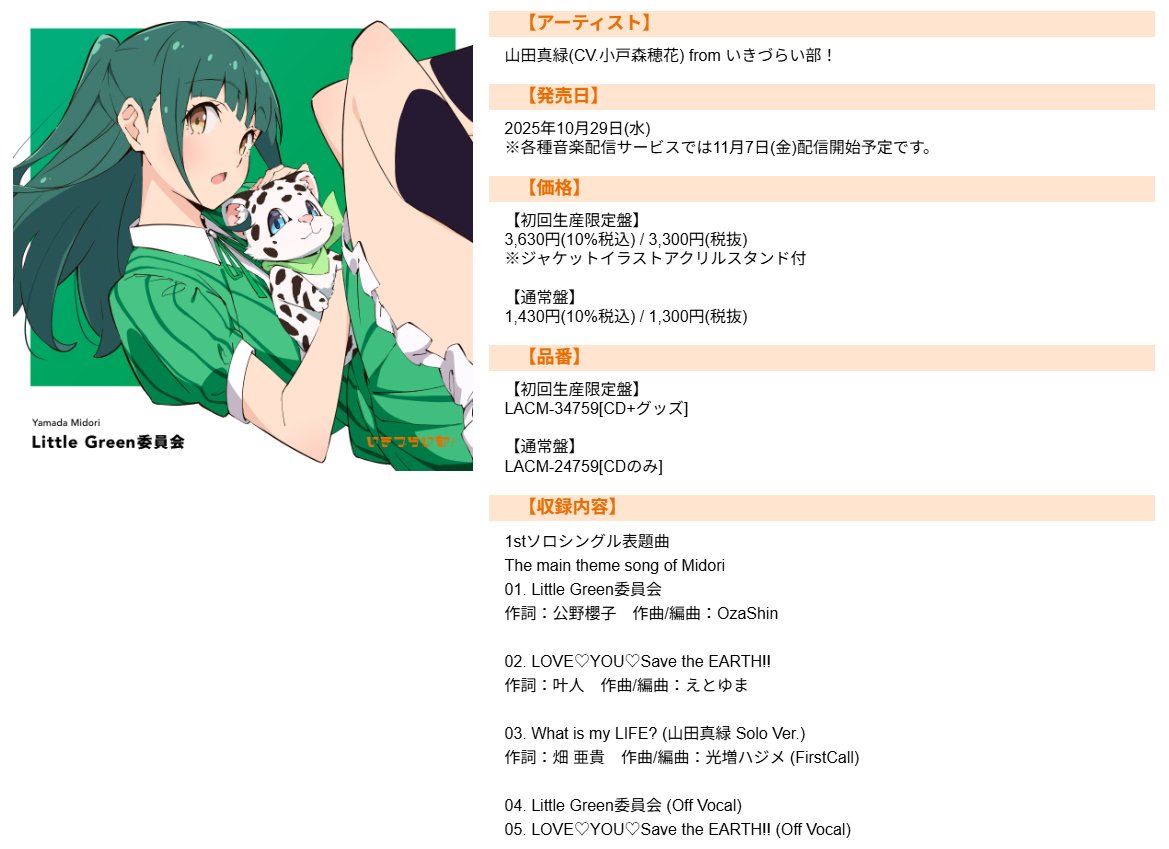 Yamada Midori
Little Green委員会
いきづらい部!
【アーティスト】
山田真緑(CV.小戸森穂花) from いきづらい部！
【発売日】
2025年10月29日(水)
※各種音楽配信サービスでは11月7日(金)配信開始予定です。
【価格】
【初回生産限定盤】
3,630円(10%税込) / 3,300円(税抜)
※ジャケットイラストアクリルスタンド付
【通常盤】
1,430円(10%税込) / 1,300円(税抜)
【品番】
【初回生産限定盤】
LACM-34759[CD+グッズ]
【通常盤】
LACM-24759[CDのみ]
【収録内容】
1stソロシングル表題曲
The main theme song of Midori
01. Little Green委員会
作詞：公野櫻子　作曲/編曲：OzaShin
02. LOVE♡YOU♡Save the EARTH!!
作詞：叶人　作曲/編曲：えとゆま
03. What is my LIFE? (山田真緑 Solo Ver.)
作詞：畑 亜貴　作曲/編曲：光増ハジメ (FirstCall)
04. Little Green委員会 (Off Vocal)
05. LOVE♡YOU♡Save the EARTH!! (Off Vocal)